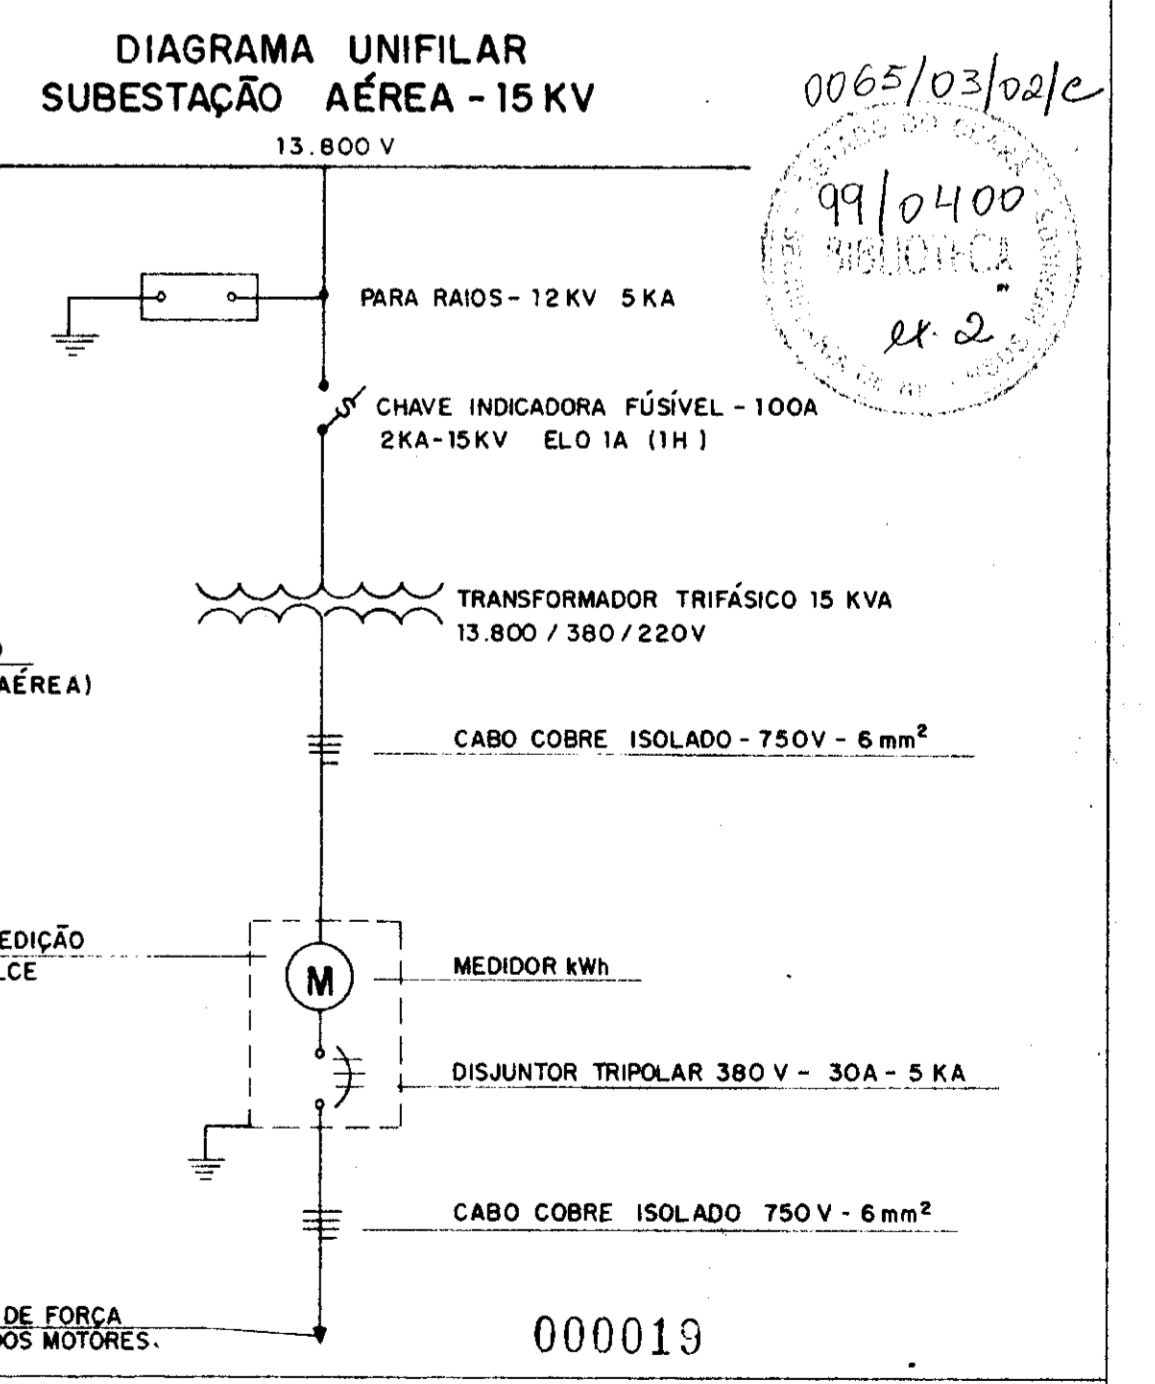 DIAGRAMA UNIFILAR
SUBESTAÇÃO AÉREA - 15 KV
13.800 V
0065/03/02/C
99/0400
BIBLIOTECA
ex. 2
PARA RAIOS - 12 KV 5 KA
CHAVE INDICADORA FÚSÍVEL - 100A
2KA-15KV ELO 1A (1H)
TRANSFORMADOR TRIFÁSICO 15 KVA
13.800 / 380 / 220V
AÉREA)
CABO COBRE ISOLADO - 750V - 6 mm²
EDIÇÃO
LCE
M
MEDIDOR kWh
DISJUNTOR TRIPOLAR 380 V - 30A - 5 KA
CABO COBRE ISOLADO 750 V - 6 mm²
DE FORÇA
DOS MOTORES.
000019